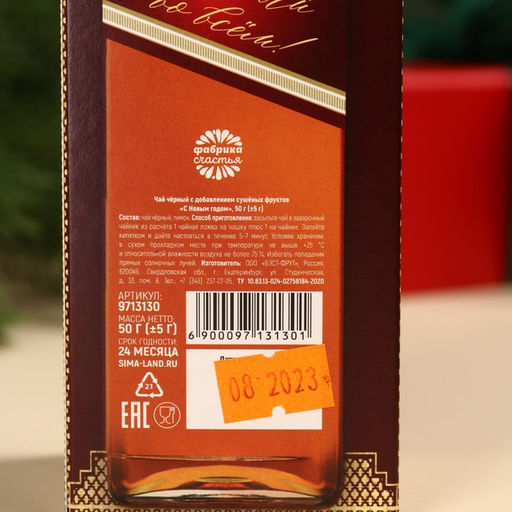 во всём!
фабрика
счастья
Чай чёрный с добавлением сушёных фруктов
«С Новым годом», 50 г (±5 г)
Состав: чай чёрный, лимон. Способ приготовления: засыпьте чай в заварочный
чайник из расчёта 1 чайная ложка на чашку плюс 1 на чайник. Залейте
кипятком и дайте настояться в течение 5-7 минут. Условия хранения:
в сухом прохладном месте при температуре не выше +25 °С
и относительной влажности воздуха не более 75 %. Избегать попадания
прямых солнечных лучей. Изготовитель: ООО «БЭСТ-ФРУТ», Россия,
620049, Свердловская обл., г. Екатеринбург, ул. Студенческая,
д. 33, пом. 8. Тел.: +7 (343) 237-27-05. ТУ 10.83.13-024-02758184-2020
АРТИКУЛ:
9713130
МАССА НЕТТО:
50 Г (±5 Г)
СРОК ГОДНОСТИ:
24 МЕСЯЦА
SIMA-LAND.RU
6 900097 131301
08 2023
21
ЕАС